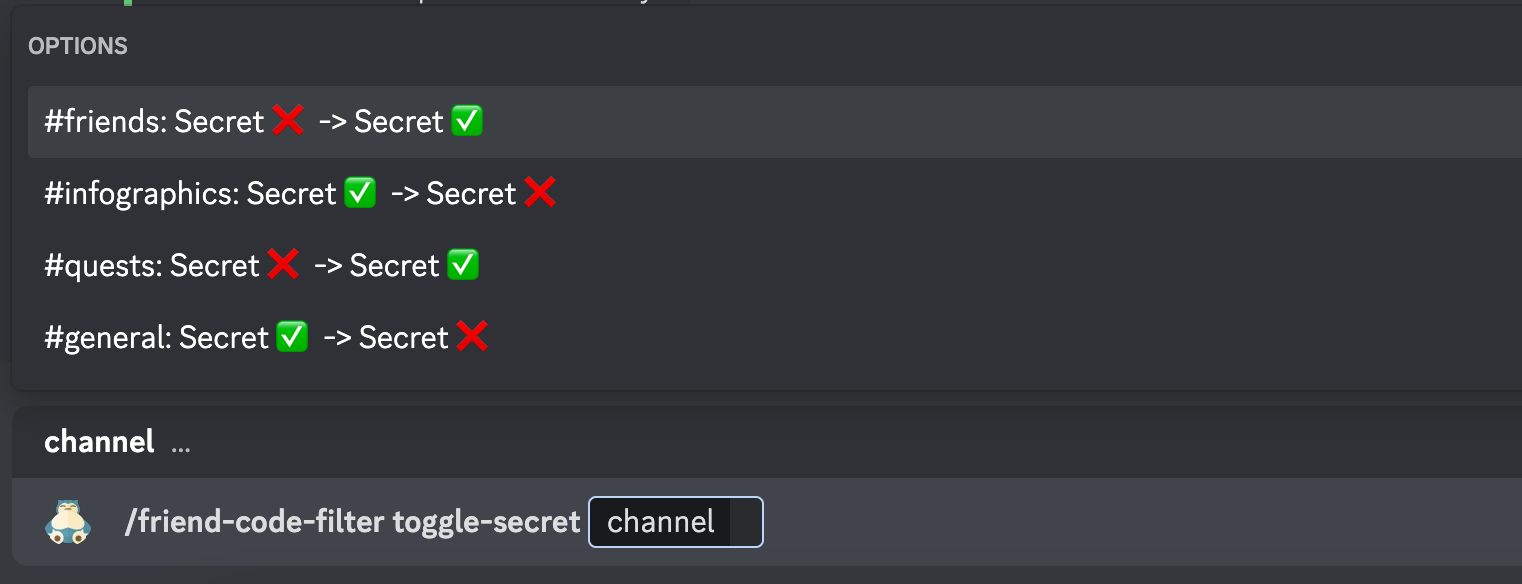 OPTIONS
#friends: Secret ❌ -> Secret ✅
#infographics: Secret ✅ -> Secret ❌
#quests: Secret ❌ -> Secret ✅
#general: Secret ✅ -> Secret ❌
channel ...
/friend-code-filter toggle-secret channel